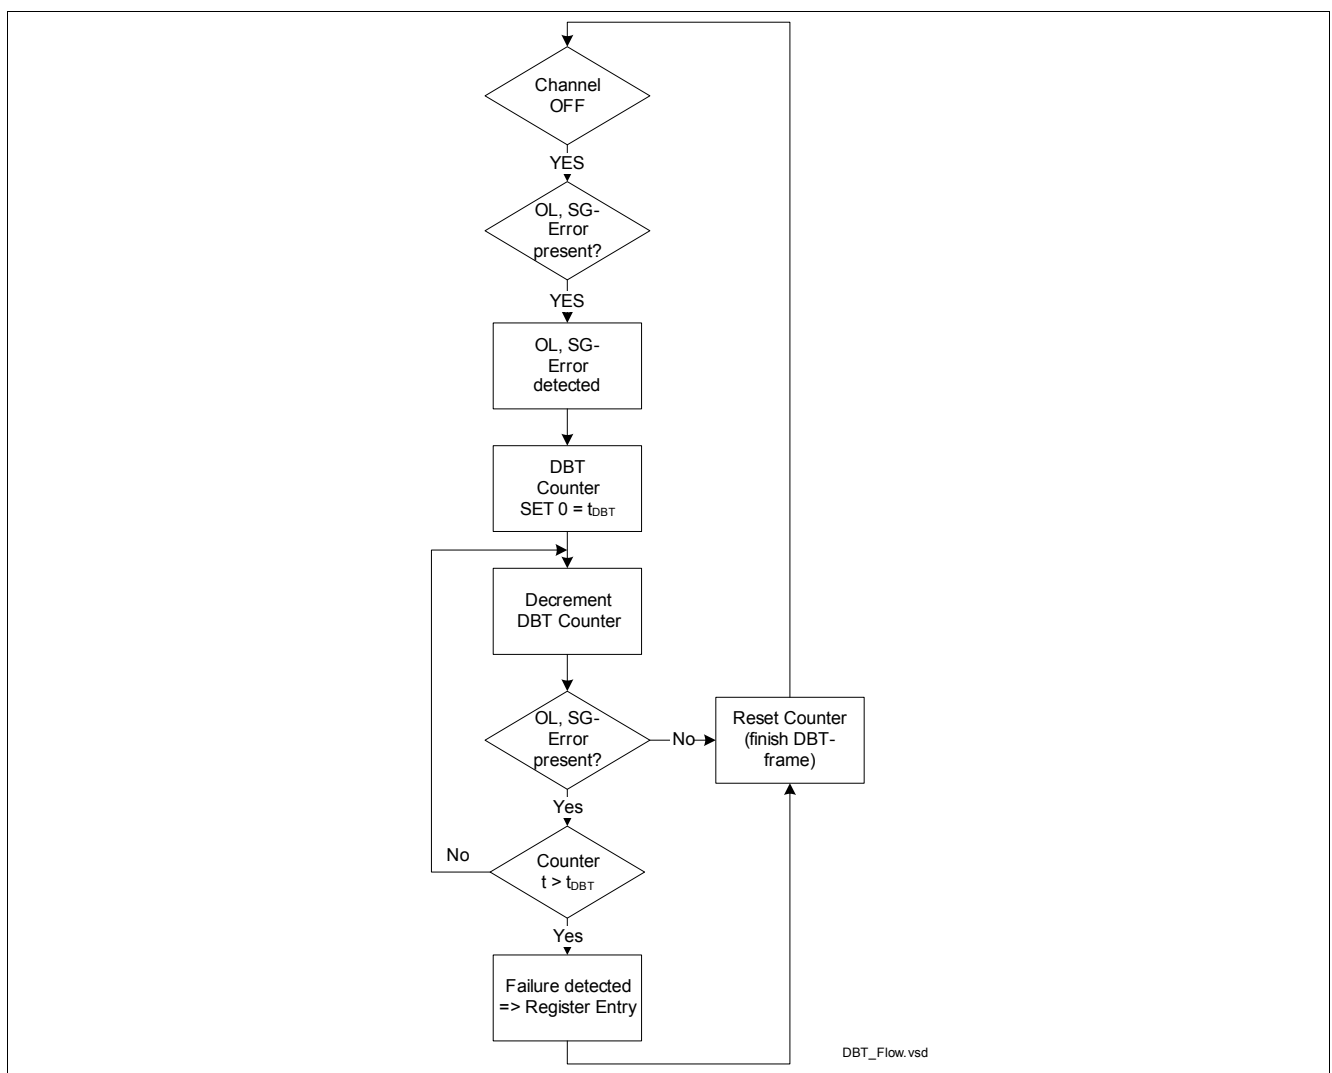 Channel
OFF
YES
OL, SG-
Error
present?
YES
OL, SG-
Error
detected
DBT
Counter
SET 0 = tDBT
Decrement
DBT Counter
OL, SG-
Error
present?
No
Reset Counter
(finish DBT-
frame)
Yes
No
Counter
t > tDBT
Yes
Failure detected
=> Register Entry
DBT_Flow.vsd